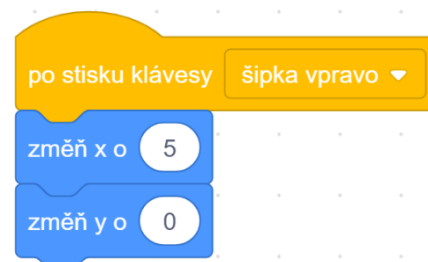 po stisku klávesy šipka vpravo
změň x o 5
změň y o 0